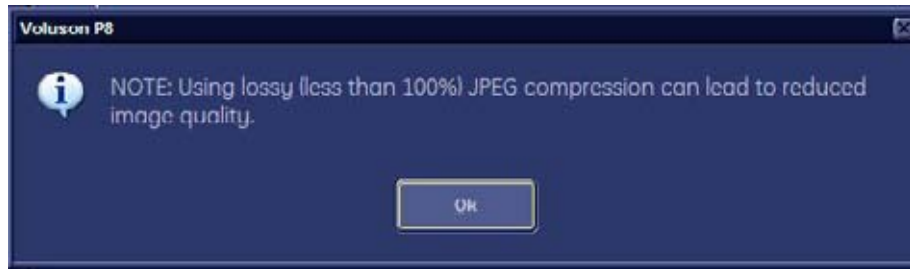 Voluson P8
NOTE: Using lossy (less than 100%) JPEG compression can lead to reduced
image quality.
Ok